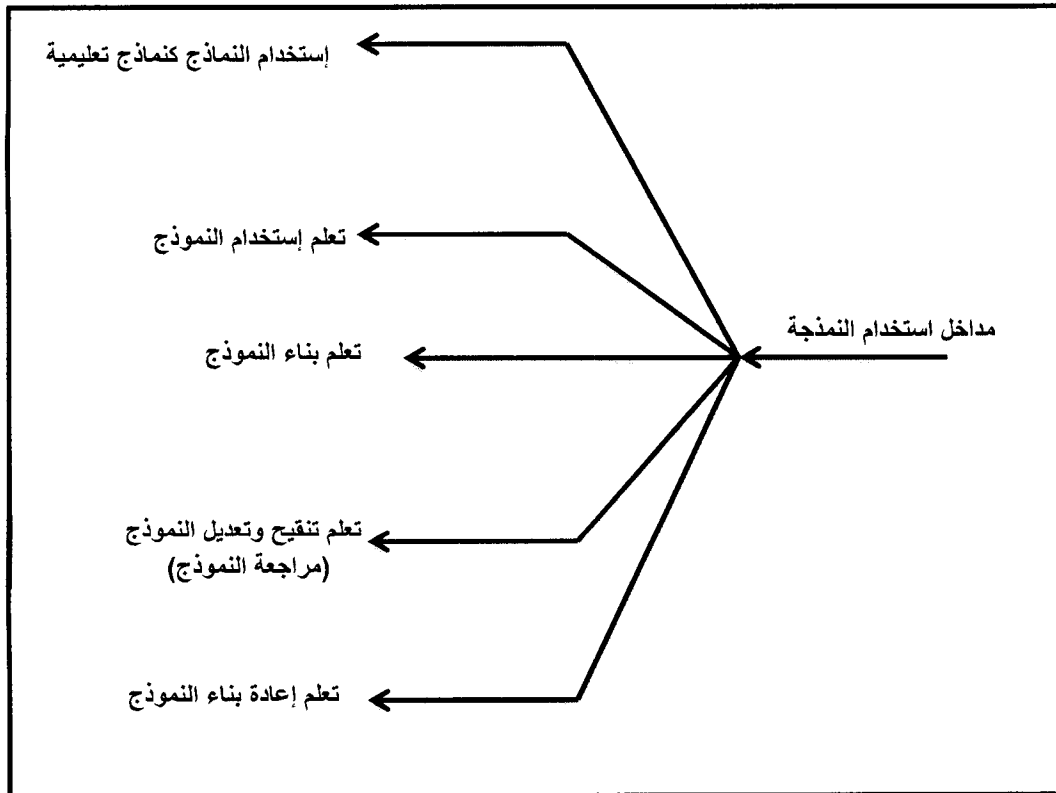 مداخل استخدام النمذجة
إستخدام النماذج كنماذج تعليمية
تعلم إستخدام النموذج
تعلم بناء النموذج
تعلم تنقيح وتعديل النموذج
(مراجعة النموذج)
تعلم إعادة بناء النموذج